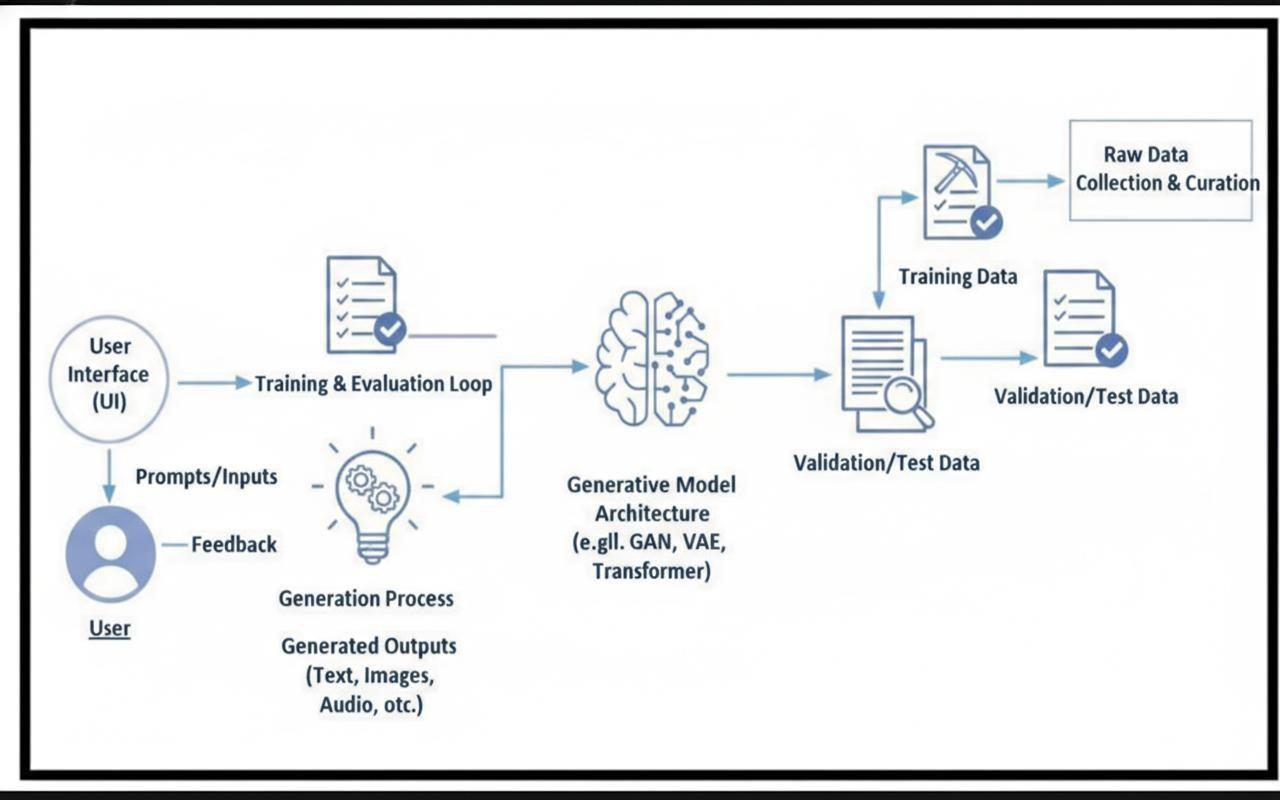 Raw Data
Collection & Curation
Training Data
User
Interface
(UI)
Training & Evaluation Loop
Validation/Test Data
Prompts/Inputs
Validation/Test Data
Generative Model
Architecture
(e.gll. GAN, VAE,
Transformer)
Feedback
User
Generation Process
Generated Outputs
(Text, Images,
Audio, otc.)